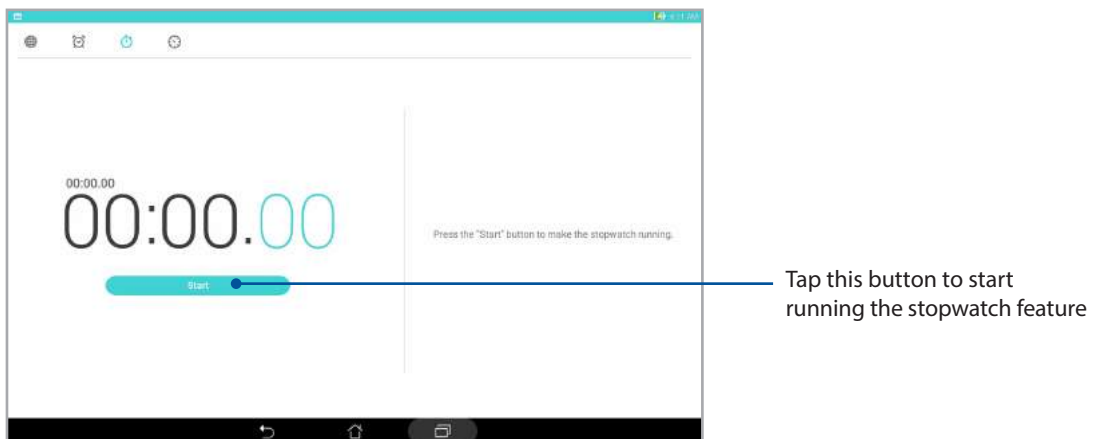 00:00.00
00:00.00
Press the "Start" button to make the stopwatch running.
Start
Tap this button to start
running the stopwatch feature